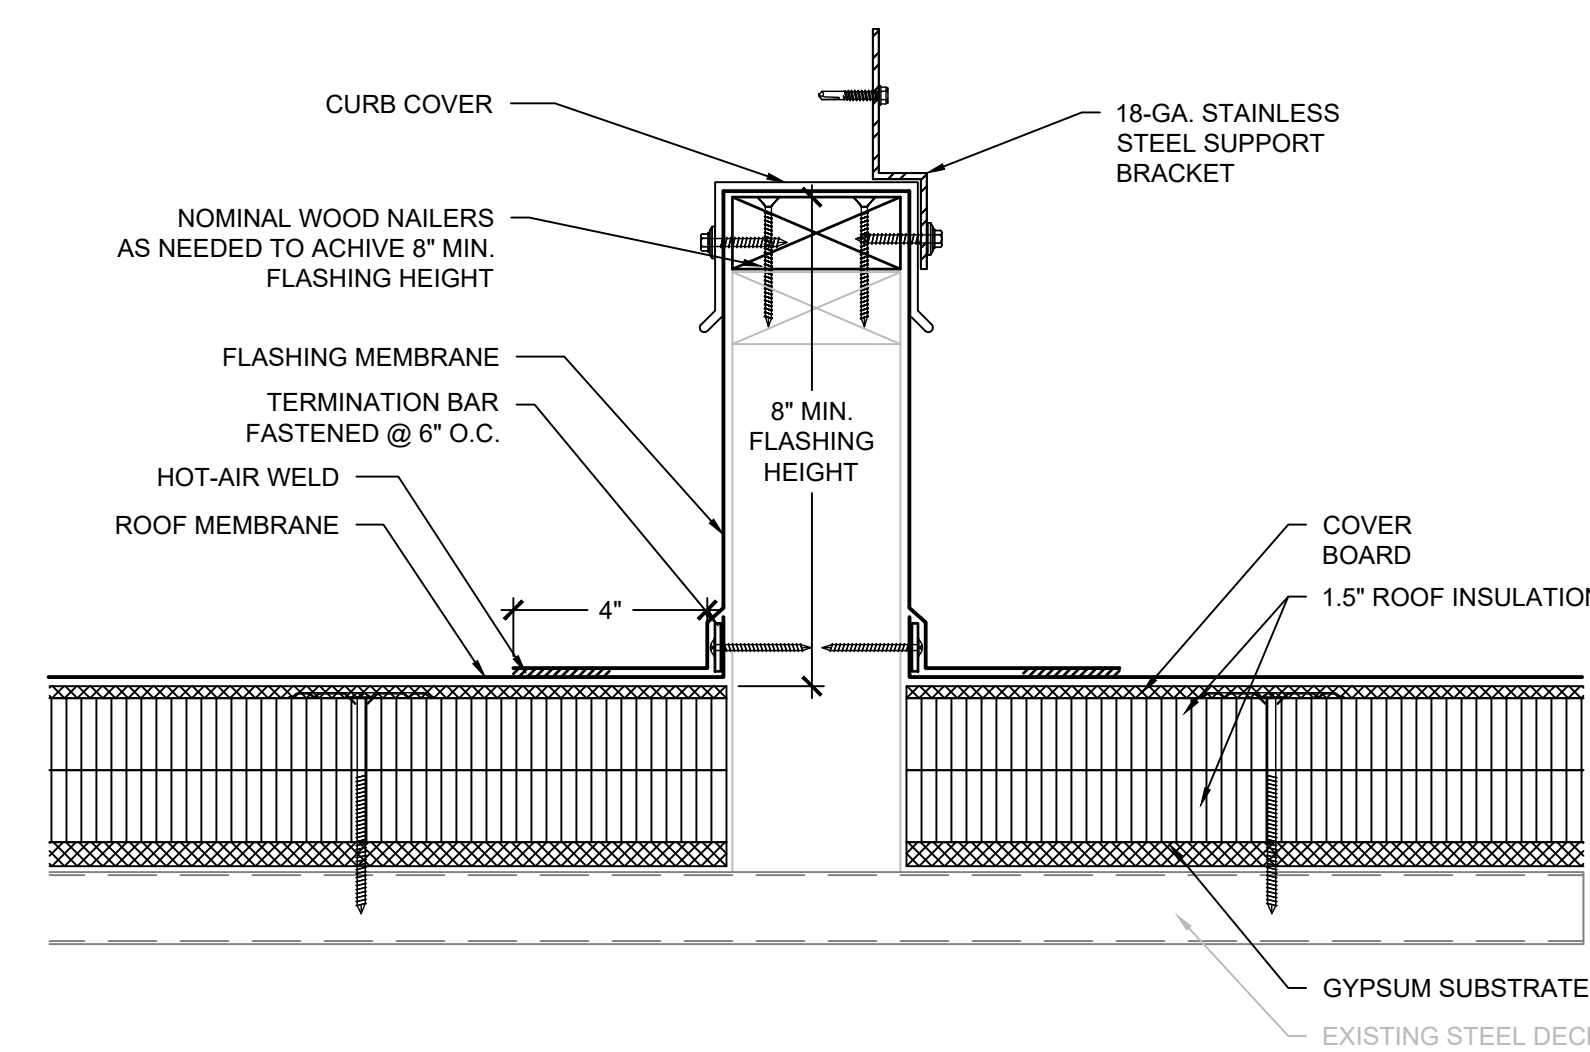 CURB COVER
18-GA. STAINLESS
STEEL SUPPORT
BRACKET
NOMINAL WOOD NAILERS
AS NEEDED TO ACHIVE 8" MIN.
FLASHING HEIGHT
FLASHING MEMBRANE
TERMINATION BAR
FASTENED @ 6" O.C.
8" MIN.
FLASHING
HEIGHT
HOT-AIR WELD
ROOF MEMBRANE
4"
COVER
BOARD
1.5" ROOF INSULATION
GYPSUM SUBSTRATE
EXISTING STEEL DEC